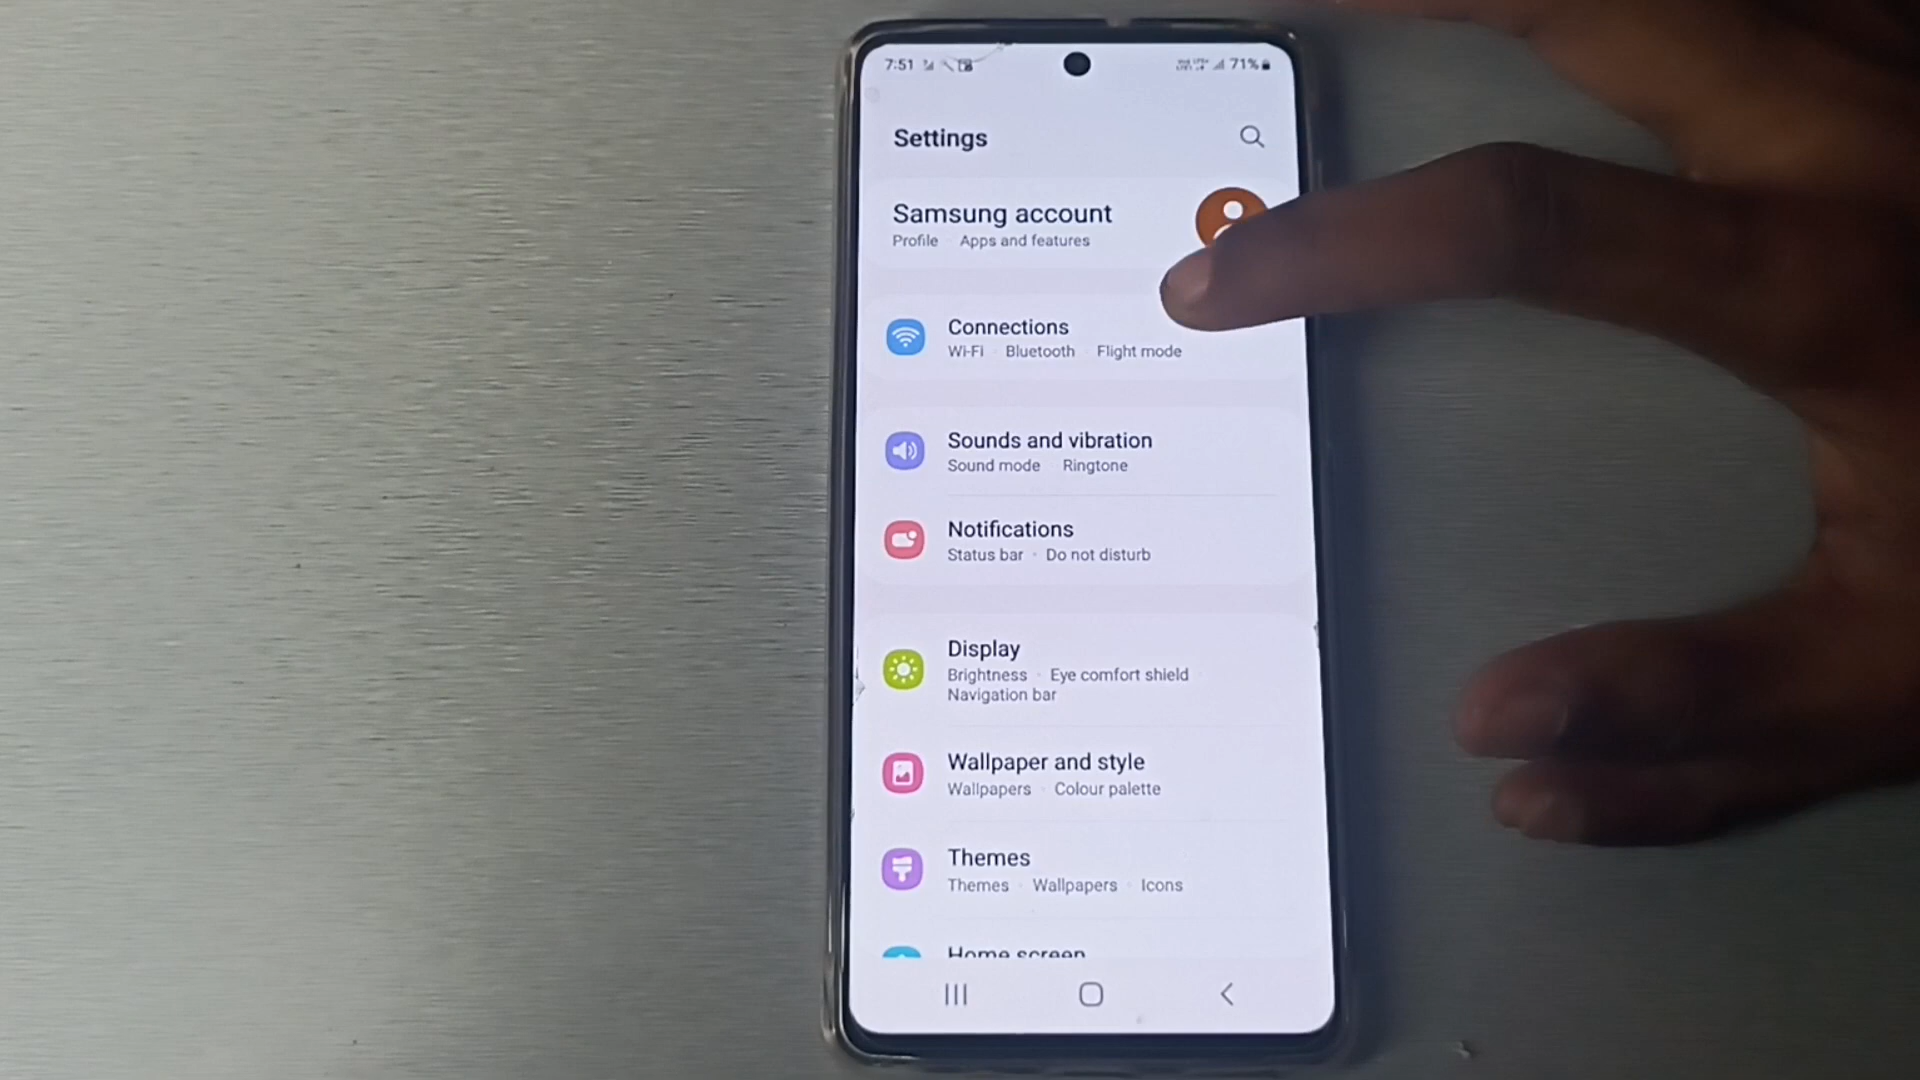 7:51 71%
Settings
Samsung account
Profile Apps and features
Connections
Wi-Fi · Bluetooth · Flight mode
Sounds and vibration
Sound mode · Ringtone
Notifications
Status bar · Do not disturb
Display
Brightness · Eye comfort shield ·
Navigation bar
Wallpaper and style
Wallpapers · Colour palette
Themes
Themes · Wallpapers · Icons
Home screen